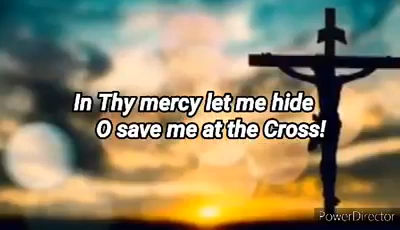 In Thy mercy let me hide
O save me at the Cross!
PowerDirector